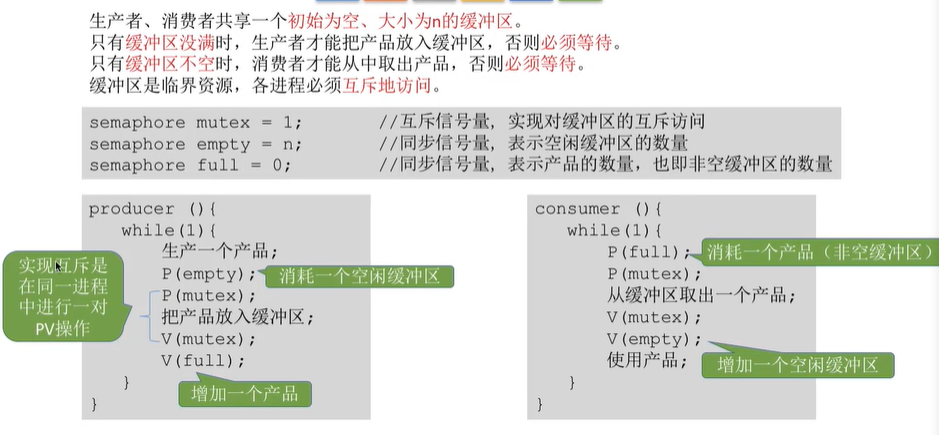 生产者、消费者共享一个初始为空、大小为n的缓冲区。
只有缓冲区没满时，生产者才能把产品放入缓冲区，否则必须等待。
只有缓冲区不空时，消费者才能从中取出产品，否则必须等待。
缓冲区是临界资源，各进程必须互斥地访问。
semaphore mutex = 1; //互斥信号量, 实现对缓冲区的互斥访问
semaphore empty = n; //同步信号量, 表示空闲缓冲区的数量
semaphore full = 0; //同步信号量, 表示产品的数量，也即非空缓冲区的数量
producer (){
while(1){
生产一个产品;
P(empty);
P(mutex);
把产品放入缓冲区;
V(mutex);
V(full);
}
}
实现互斥是
在同一进程
中进行一对
PV操作
消耗一个空闲缓冲区
增加一个产品
consumer (){
while(1){
P(full);
P(mutex);
从缓冲区取出一个产品;
V(mutex);
V(empty);
使用产品;
}
}
消耗一个产品（非空缓冲区）
增加一个空闲缓冲区